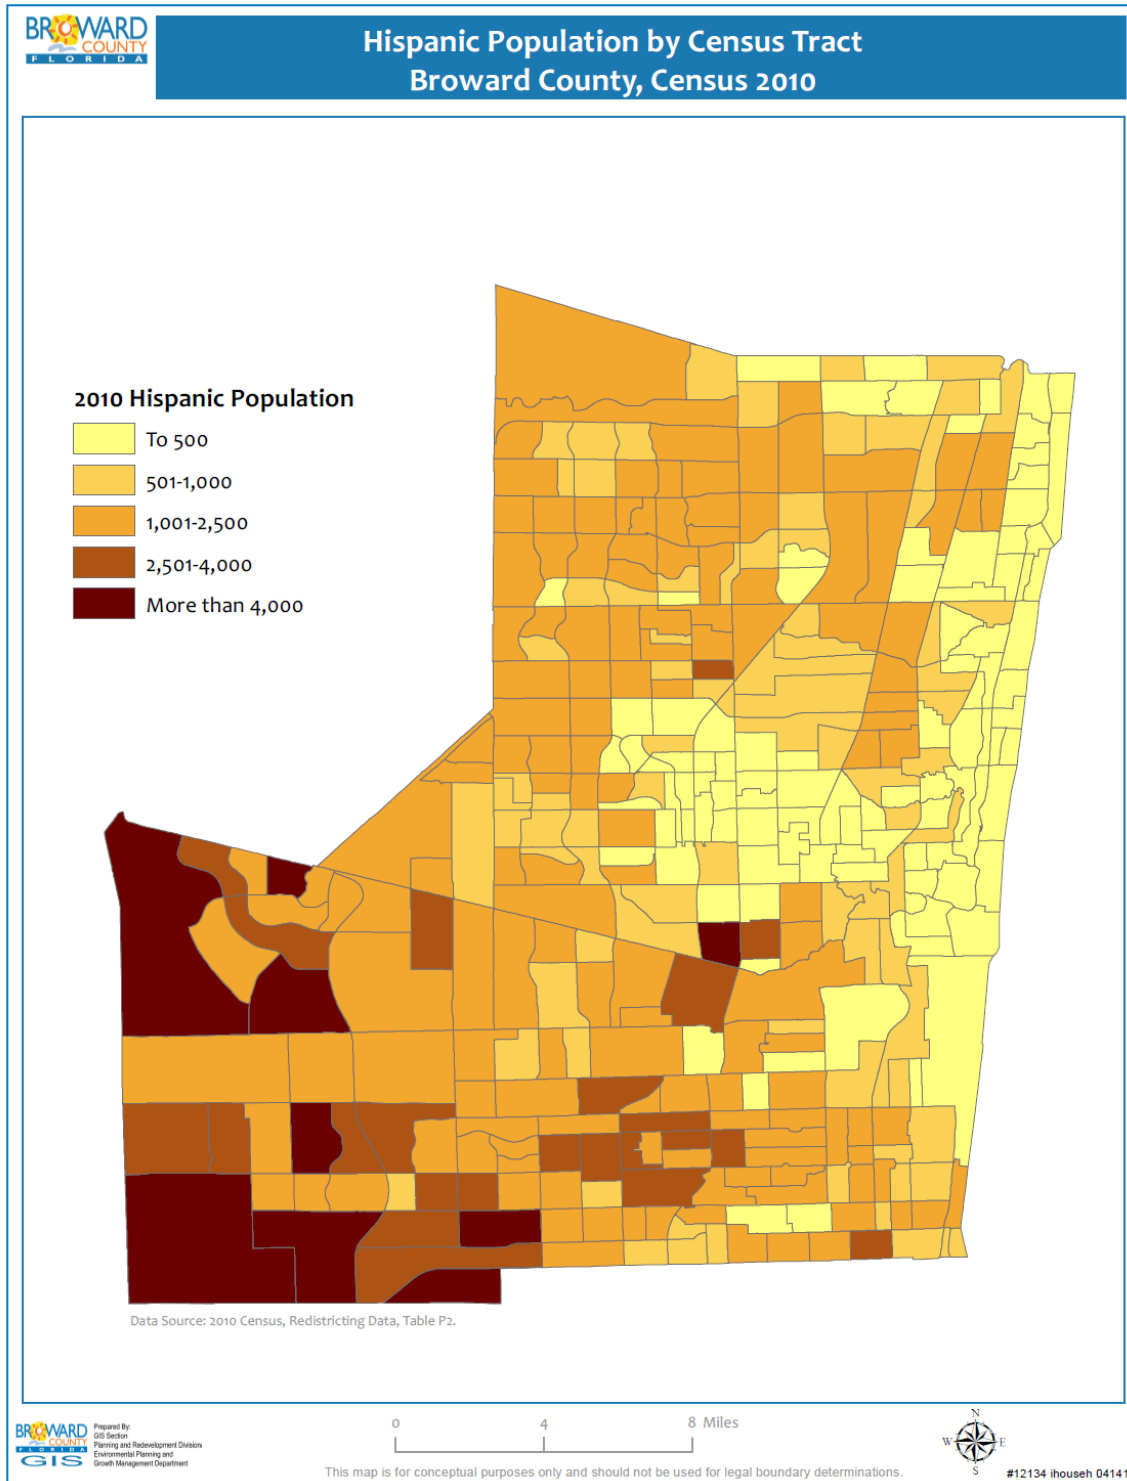 BROWARD
COUNTY
FLORIDA
Hispanic Population by Census Tract
Broward County, Census 2010
2010 Hispanic Population
To 500
501-1,000
1,001-2,500
2,501-4,000
More than 4,000
Data Source: 2010 Census, Redistricting Data, Table P2.
BROWARD
COUNTY
FLORIDA
GIS
Prepared By:
GIS Section
Planning and Redevelopment Division
Environmental Planning and
Growth Management Department
0 4 8 Miles
N
W E
S
This map is for conceptual purposes only and should not be used for legal boundary determinations.
#12134 ihouseh 04141